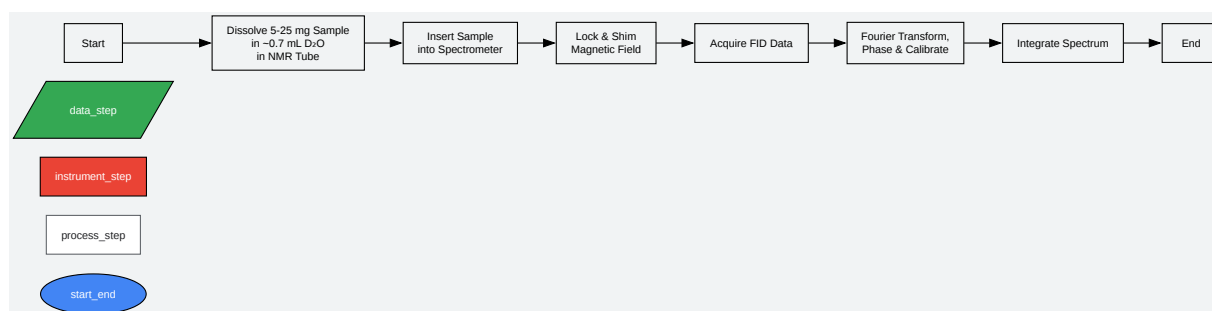 Start
Dissolve 5-25 mg Sample
in ~0.7 mL D₂O
in NMR Tube
Insert Sample
into Spectrometer
Lock & Shim
Magnetic Field
Acquire FID Data
Fourier Transform,
Phase & Calibrate
Integrate Spectrum
End
data_step
instrument_step
process_step
start_end